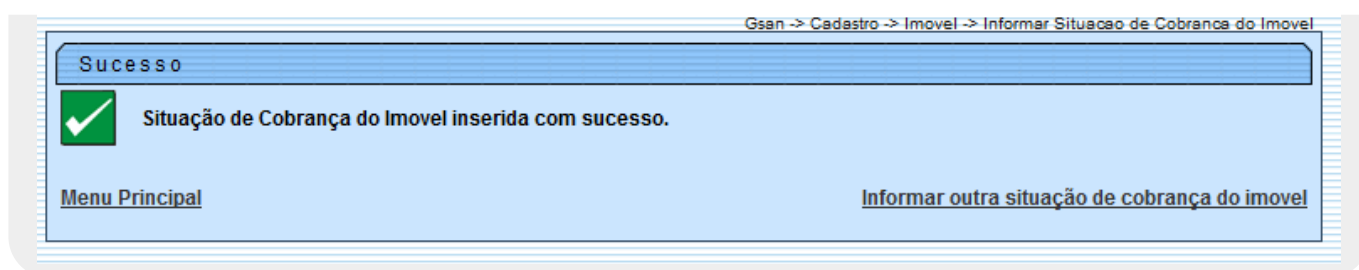 Gsan -> Cadastro -> Imovel -> Informar Situacao de Cobranca do Imovel
Sucesso
Situação de Cobrança do Imovel inserida com sucesso.
Menu Principal
Informar outra situação de cobrança do imovel